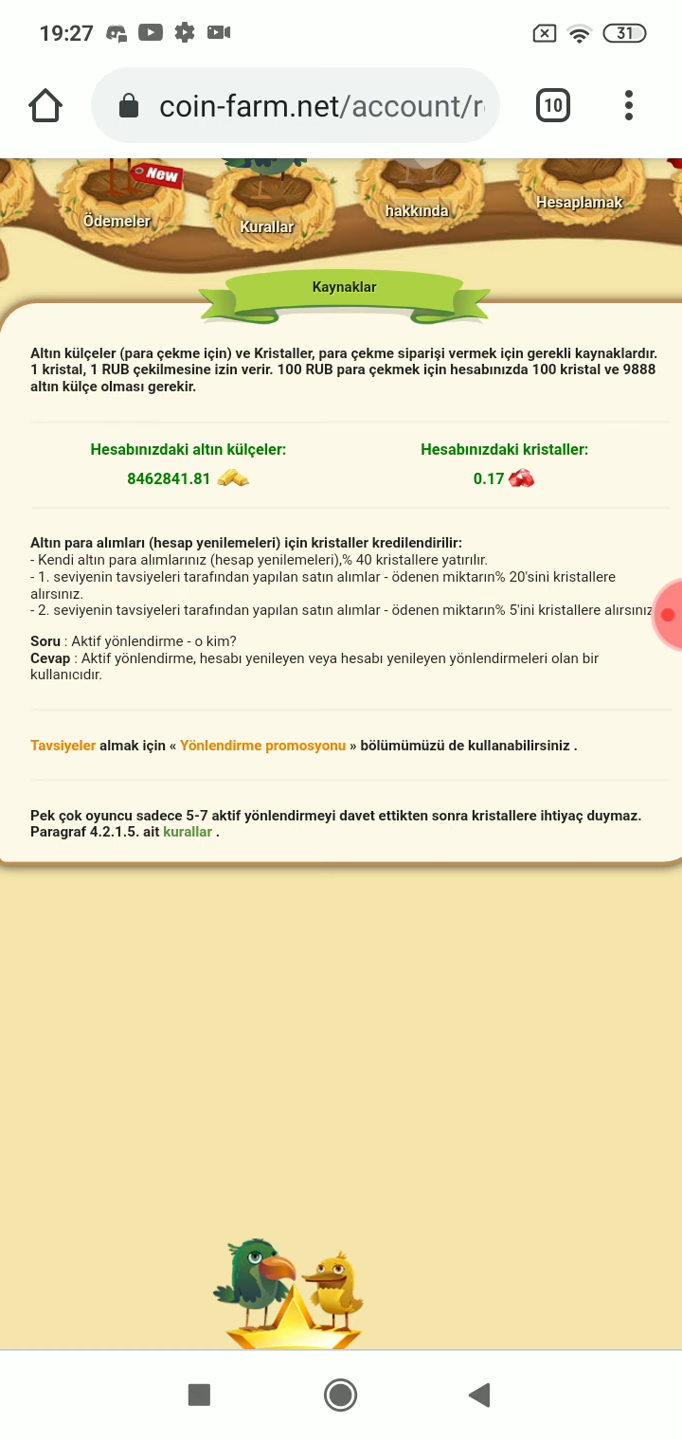 19:27
31
coin-farm.net/account/r
10
New
Ödemeler
Kurallar
hakkında
Hesaplamak
Kaynaklar
Altın külçeler (para çekme için) ve Kristaller, para çekme siparişi vermek için gerekli kaynaklardır.
1 kristal, 1 RUB çekilmesine izin verir. 100 RUB para çekmek için hesabınızda 100 kristal ve 9888
altın külçe olması gerekir.
Hesabınızdaki altın külçeler:
8462841.81
Hesabınızdaki kristaller:
0.17
Altın para alımları (hesap yenilemeleri) için kristaller kredilendirilir:
- Kendi altın para alımlarınız (hesap yenilemeleri),% 40 kristallere yatırılır.
- 1. seviyenin tavsiyeleri tarafından yapılan satın alımlar - ödenen miktarın% 20'sini kristallere
alırsınız.
- 2. seviyenin tavsiyeleri tarafından yapılan satın alımlar - ödenen miktarın% 5'ini kristallere alırsınız
Soru : Aktif yönlendirme - o kim?
Cevap : Aktif yönlendirme, hesabı yenileyen veya hesabı yenileyen yönlendirmeleri olan bir
kullanıcıdır.
Tavsiyeler almak için « Yönlendirme promosyonu » bölümümüzü de kullanabilirsiniz .
Pek çok oyuncu sadece 5-7 aktif yönlendirmeyi davet ettikten sonra kristallere ihtiyaç duymaz.
Paragraf 4.2.1.5. ait kurallar .